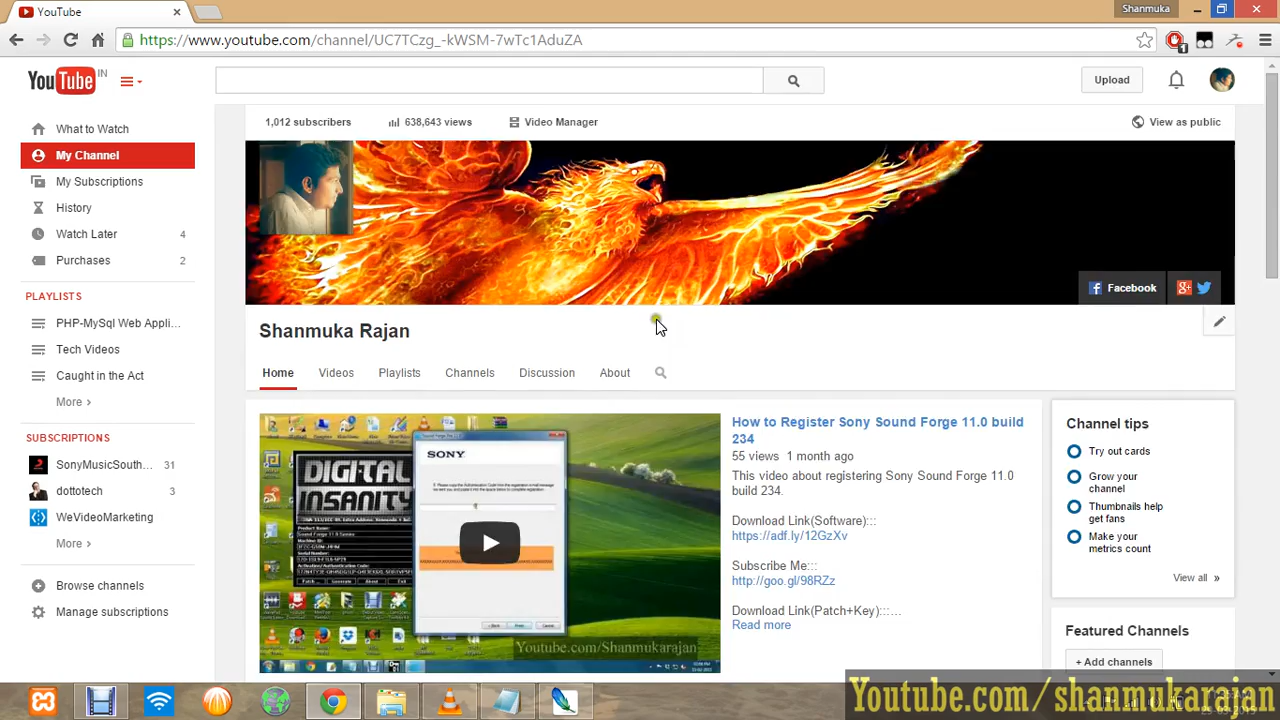 YouTube
Shanmuka
https://www.youtube.com/channel/UC7TCzg_-kWSM-7wTc1AduZA
1
YouTube IN
Upload
1,012 subscribers
638,643 views
Video Manager
View as public
What to Watch
My Channel
My Subscriptions
History
Watch Later 4
Purchases 2
PLAYLISTS
PHP-MySql Web Appli...
Tech Videos
Caught in the Act
More >
SUBSCRIPTIONS
SonyMusicSouth... 31
dottotech 3
WeVideoMarketing
More >
Browse channels
Manage subscriptions
Facebook
Shanmuka Rajan
Home
Videos
Playlists
Channels
Discussion
About
DIGITAL
INSANITY
SONY
Youtube.com/Shanmukarajan
How to Register Sony Sound Forge 11.0 build
234
55 views 1 month ago
This video about registering Sony Sound Forge 11.0
build 234.
Download Link(Software):::
https://adf.ly/12GzXv
Subscribe Me:::
http://goo.gl/98RZz
Download Link(Patch+Key):::...
Read more
Channel tips
Try out cards
Grow your
channel
Thumbnails help
get fans
Make your
metrics count
View all »
Featured Channels
+ Add channels
Youtube.com/shanmukarajan